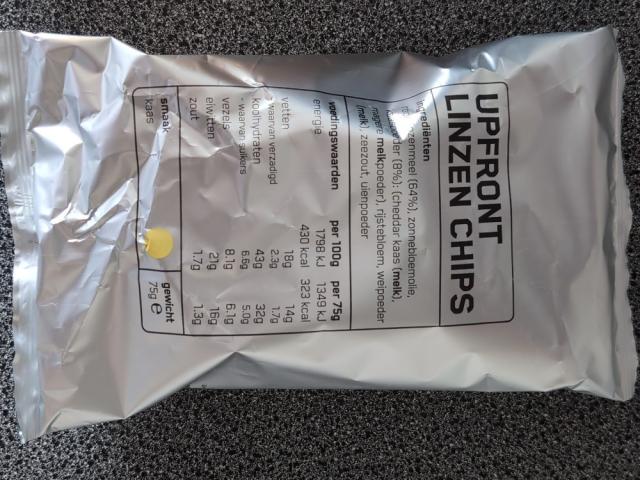 UPFRONT
LINZEN CHIPS
Ingrediënten
linzenmeel (64%), zonnebloemolie,
(8%): (cheddar kaas (melk),
magere melkpoeder), rijstebloem, weipoeder
(melk), zeezout, uienpoeder
voedingswaarden per 100g per 75g
energie 1798 kJ 1349 kJ
430 kcal 323 kcal
vetten 18g 14g
- waarvan verzadigd 2.3g 1.7g
koolhydraten 43g 32g
- waarvan suikers 6.6g 5.0g
vezels 8.1g 6.1g
eiwitten 21g 16g
zout 1.7g 1.3g
smaak gewicht
kaas 75g ℮